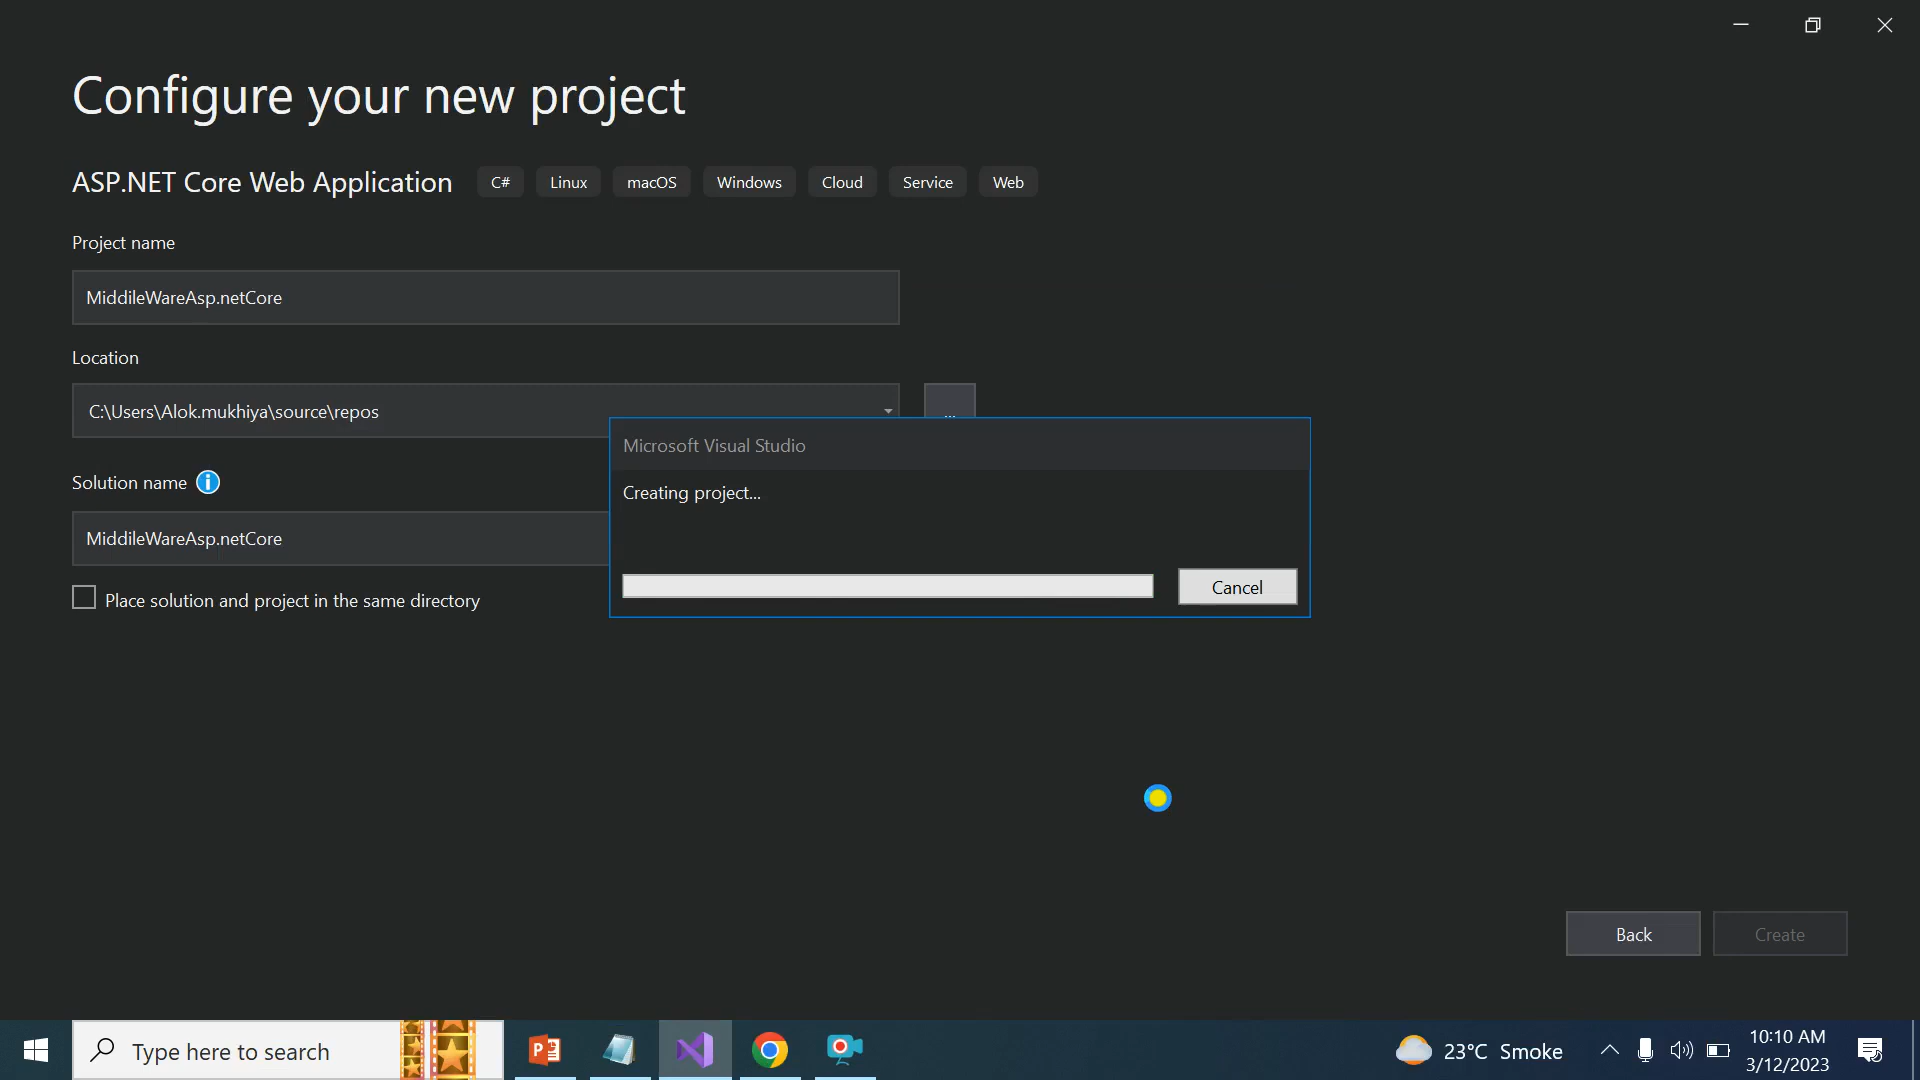 Configure your new project
ASP.NET Core Web Application C# Linux macOS Windows Cloud Service Web
Project name
MiddileWareAsp.netCore
Location
C:\Users\Alok.mukhiya\source\repos
...
Microsoft Visual Studio
Creating project...
Cancel
Solution name
MiddileWareAsp.netCore
Place solution and project in the same directory
Back Create
Type here to search
23°C Smoke
10:10 AM
3/12/2023